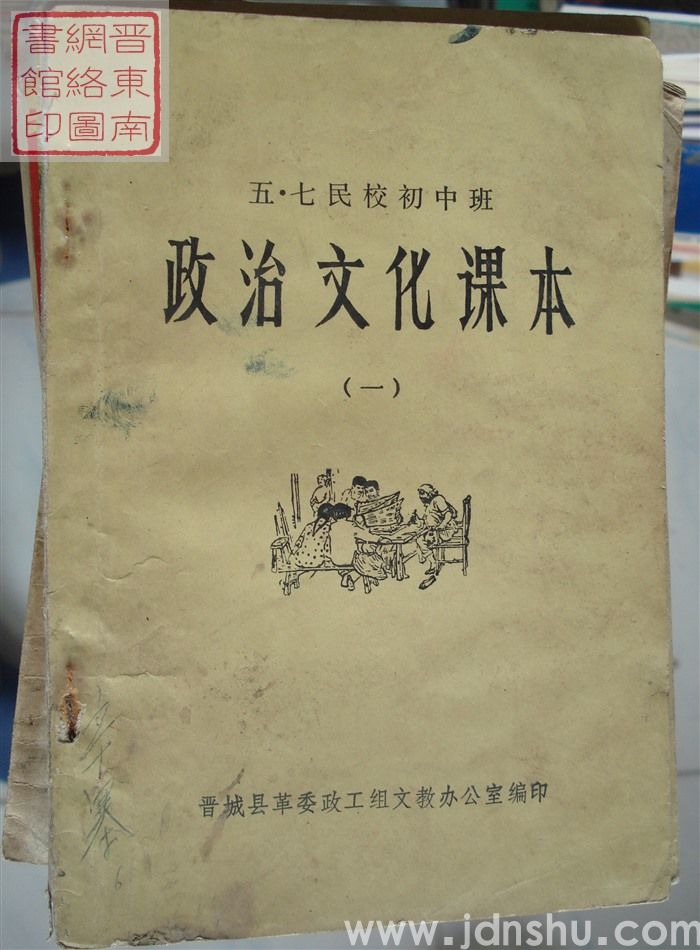 晋東南
網絡圖
書館印
五·七民校初中班
政治文化课本
（一）
晋城县革委政工组文教办公室编印
6
www.jdnshu.com